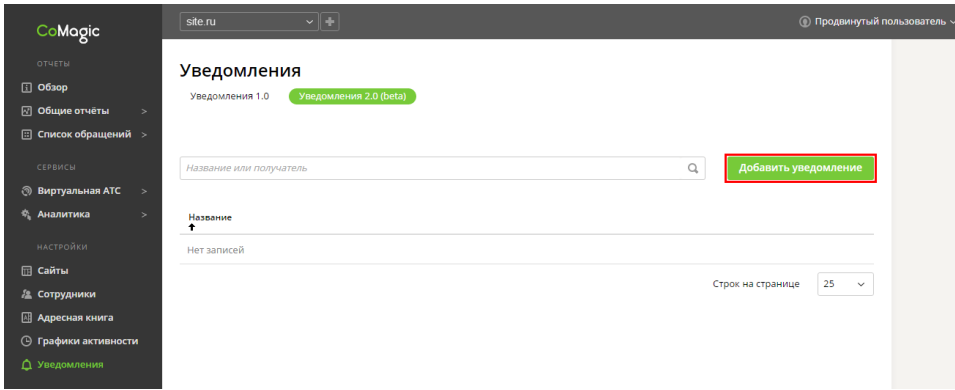 CoMagic
site.ru
Продвинутый пользователь
ОТЧЕТЫ
Обзор
Общие отчёты >
Список обращений >
СЕРВИСЫ
Виртуальная АТС >
Аналитика >
НАСТРОЙКИ
Сайты
Сотрудники
Адресная книга
Графики активности
Уведомления
Уведомления
Уведомления 1.0 Уведомления 2.0 (beta)
Название или получатель Добавить уведомление
Название
Нет записей
Строк на странице 25